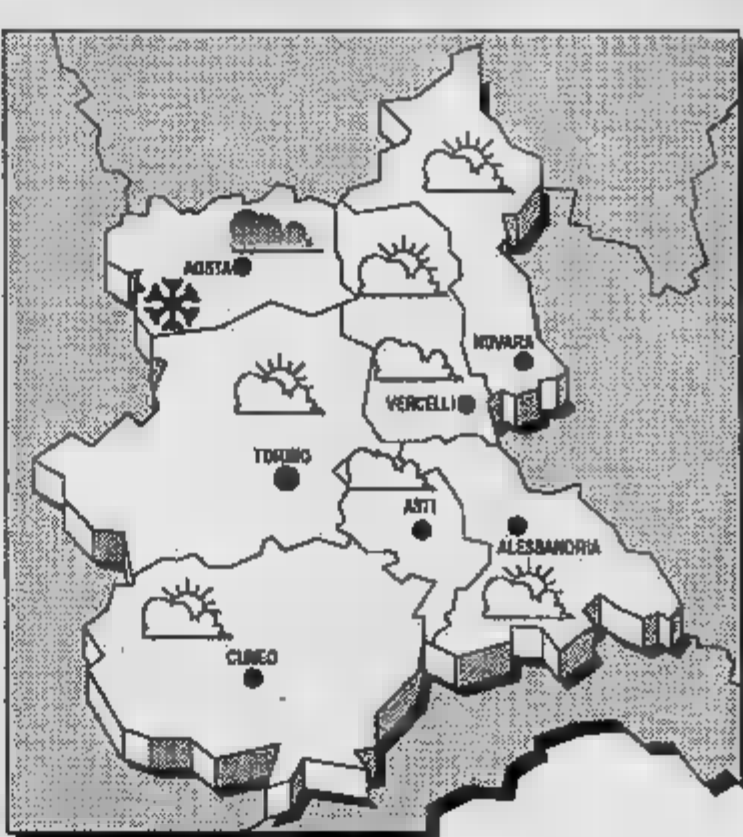 AOSTA
NOVARA
VERCELLI
TORINO
ASTI
ALESSANDRIA
CUNEO